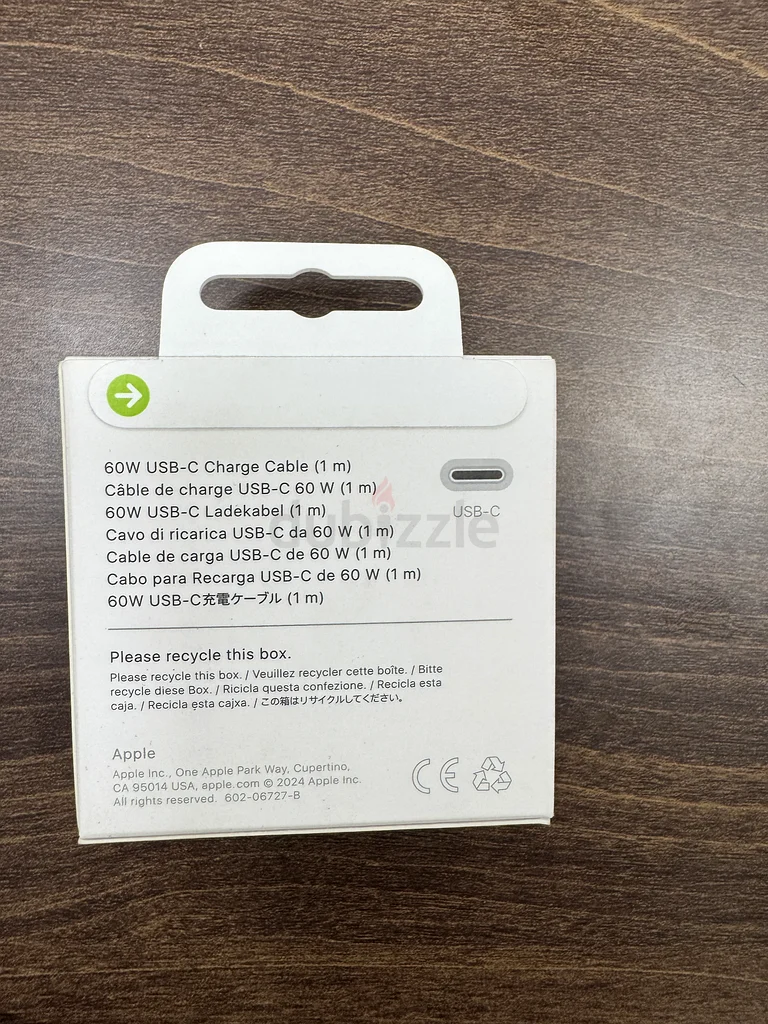 60W USB-C Charge Cable (1 m)
Câble de charge USB-C 60 W (1 m)
60W USB-C Ladekabel (1 m)
Cavo di ricarica USB-C da 60 W (1 m)
Cable de carga USB-C de 60 W (1 m)
Cabo para Recarga USB-C de 60 W (1 m)
60W USB-C充電ケーブル (1 m)
USB-C
dubizzle
Please recycle this box.
Please recycle this box. / Veuillez recycler cette boîte. / Bitte
recycle diese Box. / Ricicla questa confezione. / Recicla esta
caja. / Recicla esta cajxa. / この箱はリサイクルしてください。
Apple
Apple Inc., One Apple Park Way, Cupertino,
CA 95014 USA, apple.com © 2024 Apple Inc.
All rights reserved. 602-06727-B
CE